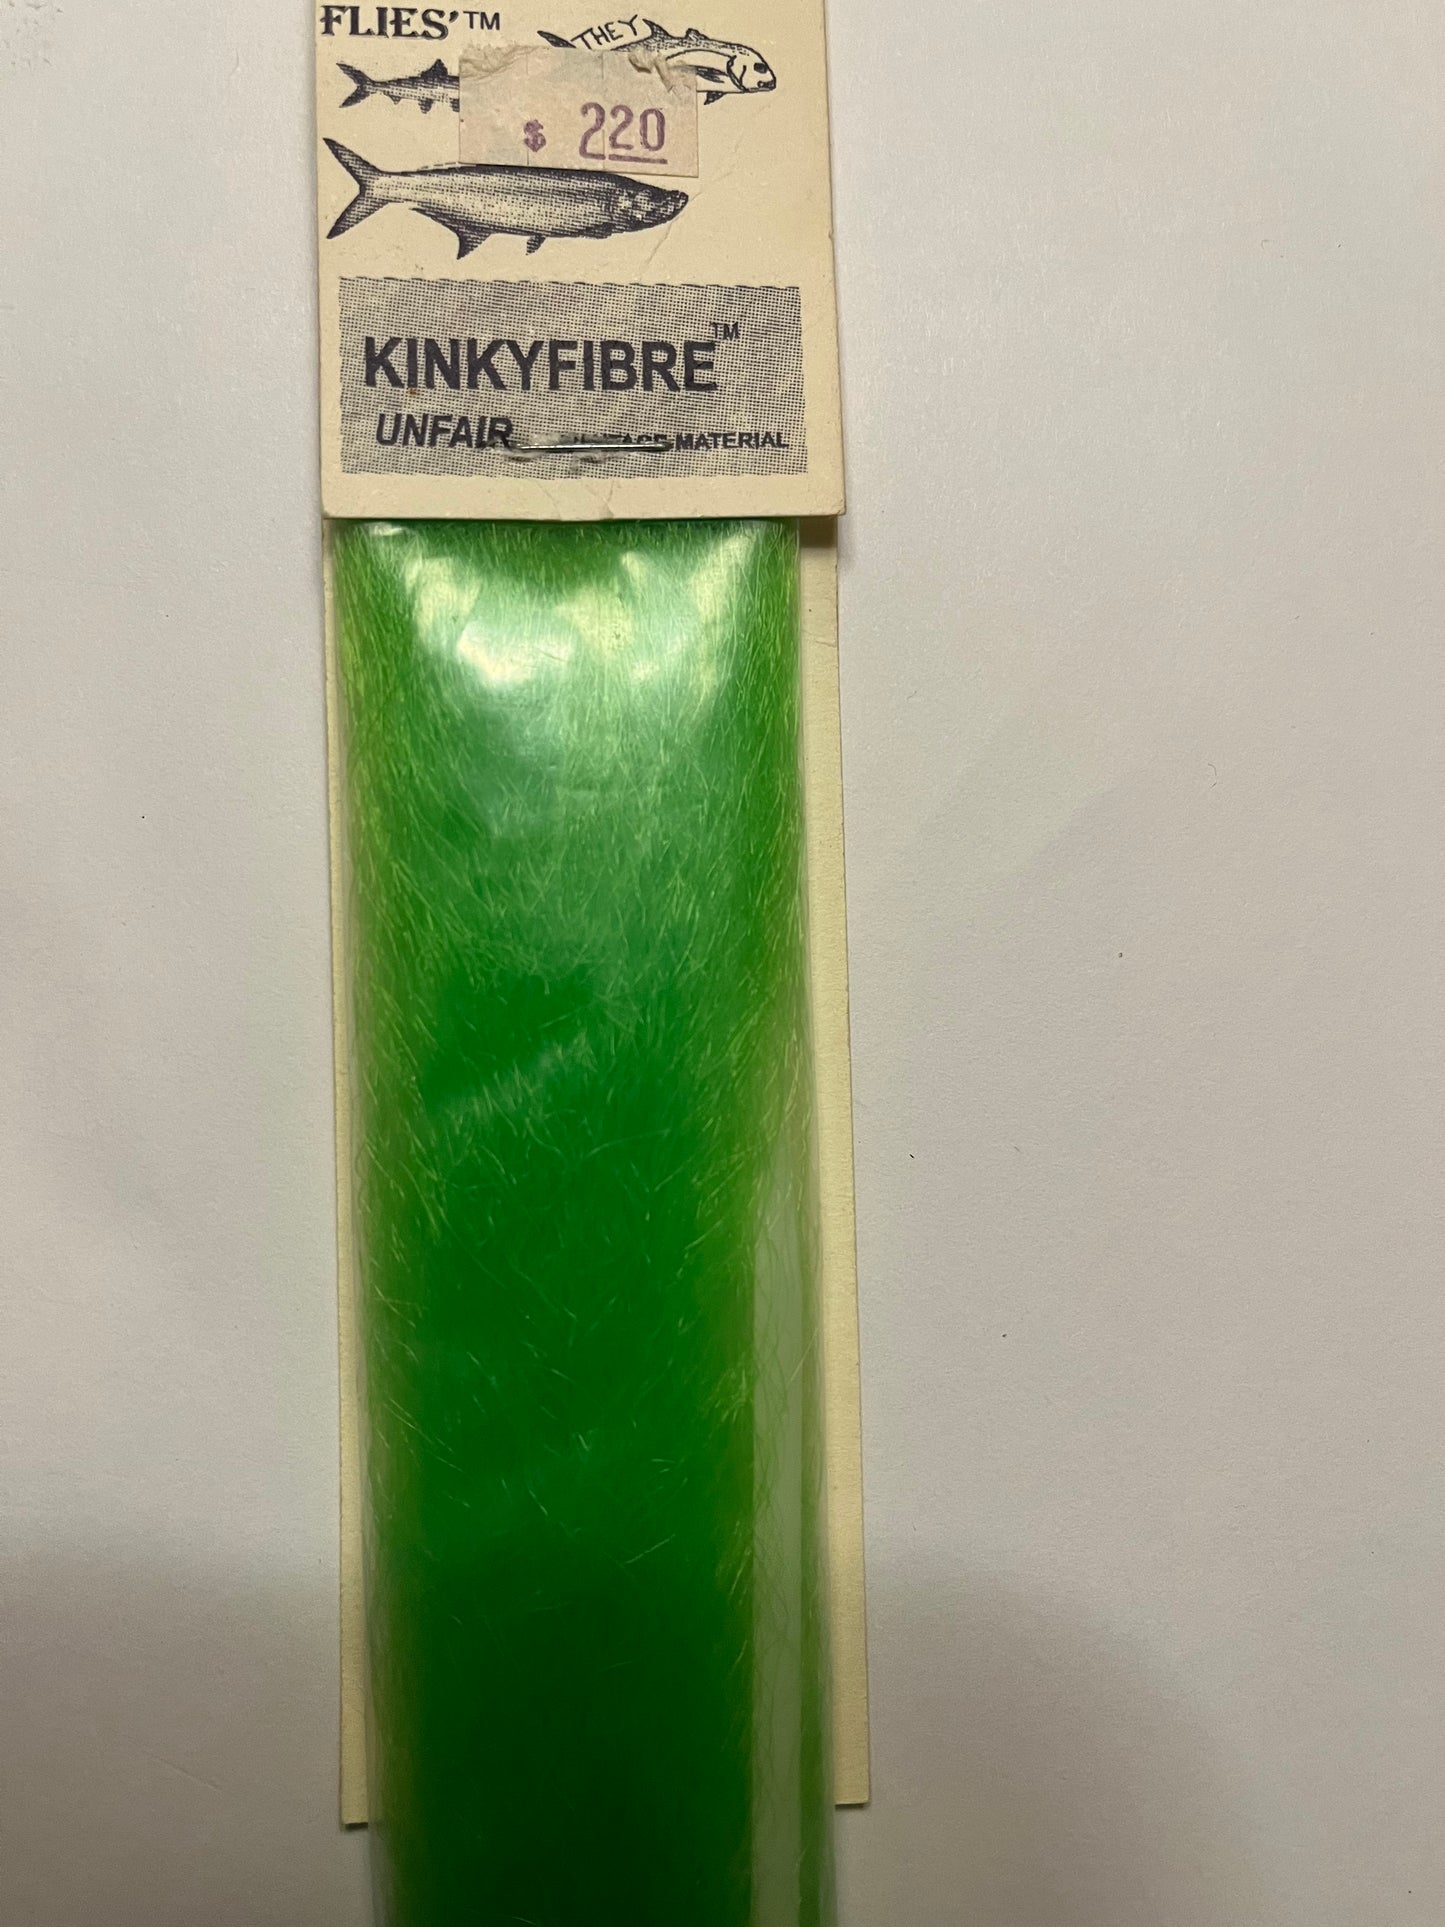 FLIES'™
THEY
$ 220
KINKYFIBRE™
UNFAIR MATERIAL